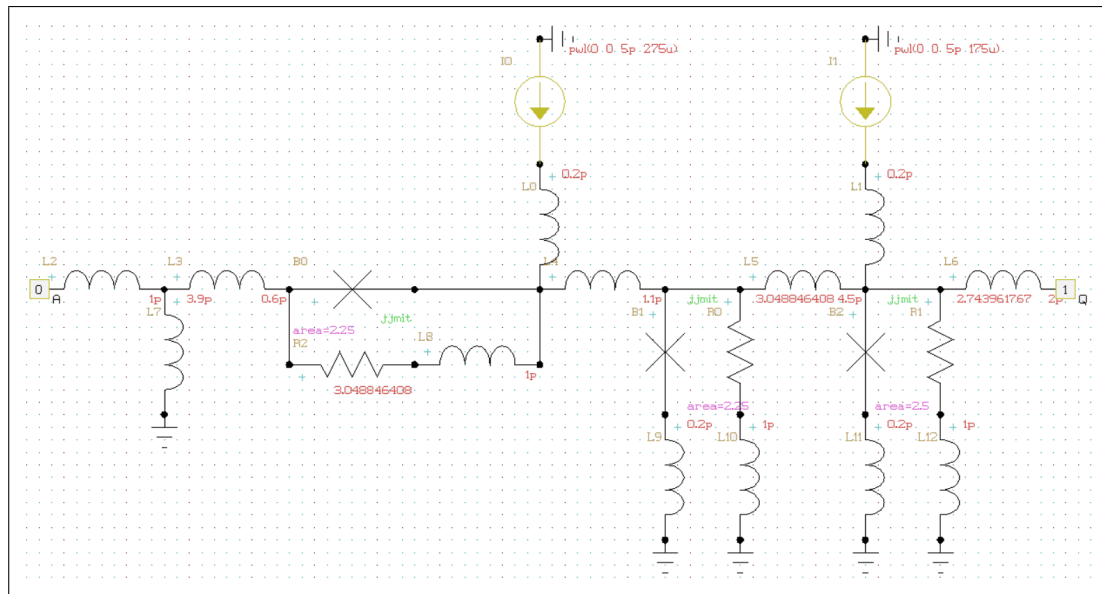 pwl(0 0 5p 275u)
pwl(0 0 5p 175u)
I0
I1
0.2p
0.2p
L0
L1
L2
L3
B0
L4
L5
L6
0
A
1p
3.9p
0.6p
jjmit
1.1p
jjmit
3.048846408
4.5p
jjmit
2.743961767
2p
1
Q
L7
B1
R0
B2
R1
area=2.25
R2
L8
3.048846408
1p
area=2.25
area=2.5
0.2p
1p
0.2p
1p
L9
L10
L11
L12